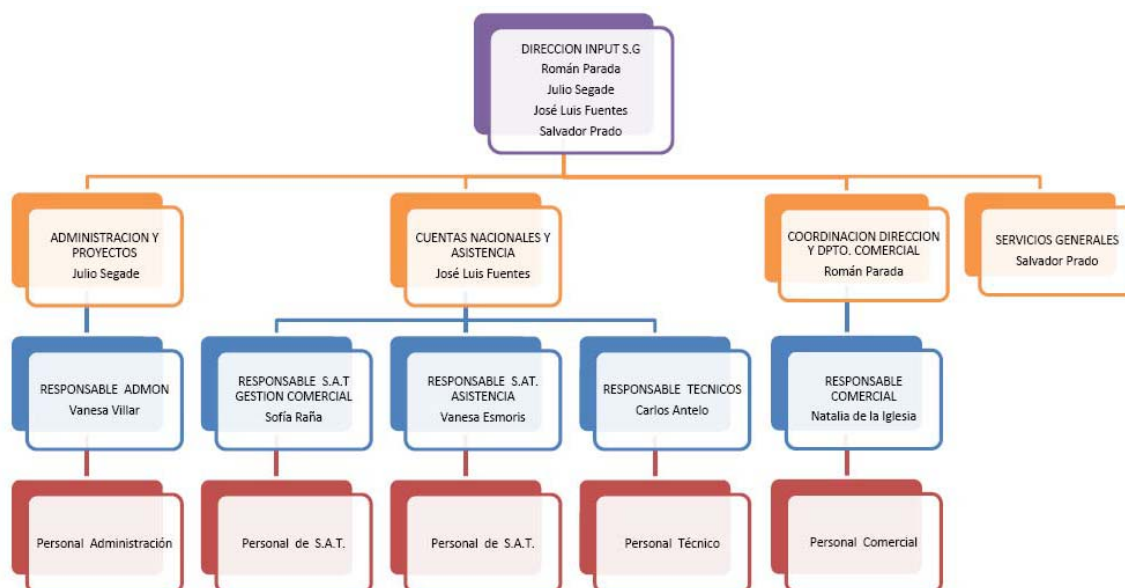 DIRECCION INPUT S.G
Román Parada
Julio Segade
José Luis Fuentes
Salvador Prado
ADMINISTRACION Y
PROYECTOS
Julio Segade
CUENTAS NACIONALES Y
ASISTENCIA
José Luis Fuentes
COORDINACION DIRECCION
Y DPTO. COMERCIAL
Román Parada
SERVICIOS GENERALES
Salvador Prado
RESPONSABLE ADMON
Vanesa Villar
RESPONSABLE S.A.T
GESTION COMERCIAL
Sofía Raña
RESPONSABLE S.AT.
ASISTENCIA
Vanesa Esmoris
RESPONSABLE TECNICOS
Carlos Antelo
RESPONSABLE
COMERCIAL
Natalia de la Iglesia
Personal Administración
Personal de S.A.T.
Personal de S.A.T.
Personal Técnico
Personal Comercial